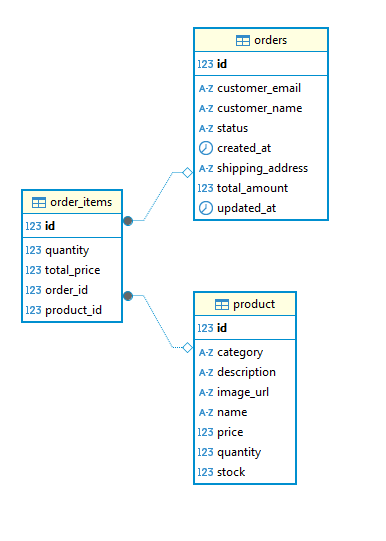 orders
123 id
A-Z customer_email
A-Z customer_name
A-Z status
created_at
A-Z shipping_address
123 total_amount
updated_at
order_items
123 id
123 quantity
123 total_price
123 order_id
123 product_id
product
123 id
A-Z category
A-Z description
A-Z image_url
A-Z name
123 price
123 quantity
123 stock